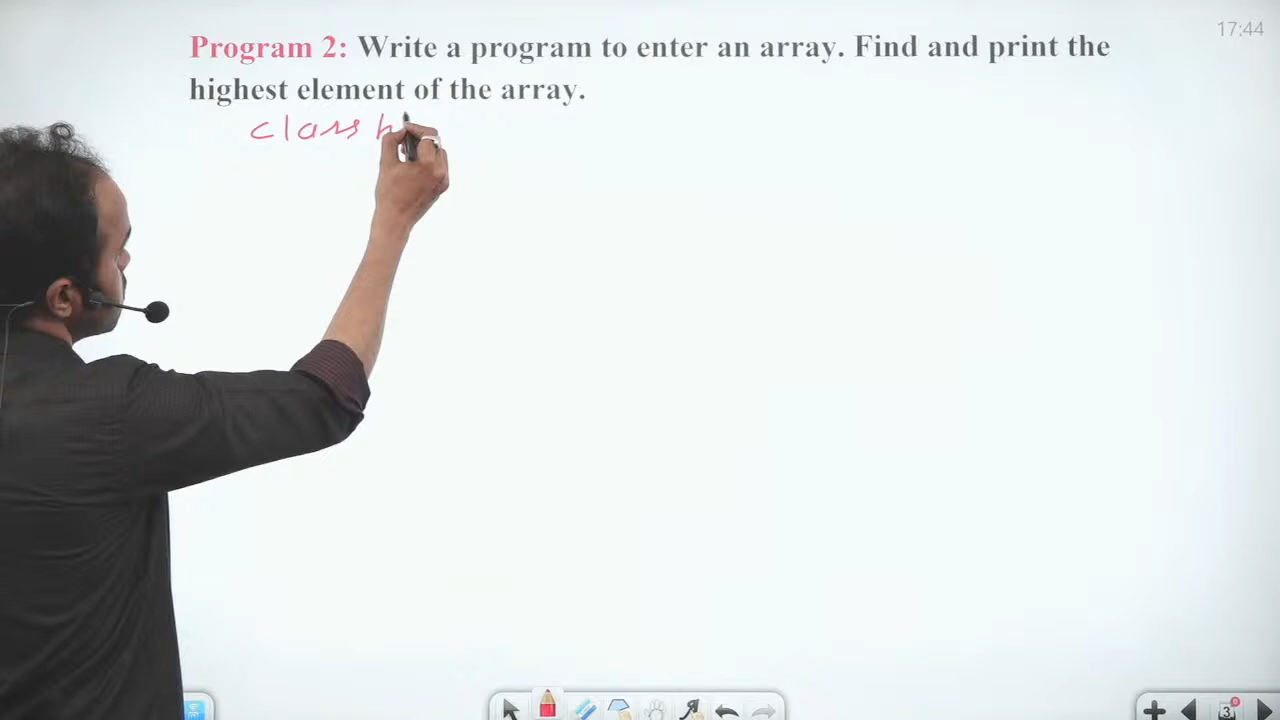 17:44
Program 2: Write a program to enter an array. Find and print the
highest element of the array.
class h
3